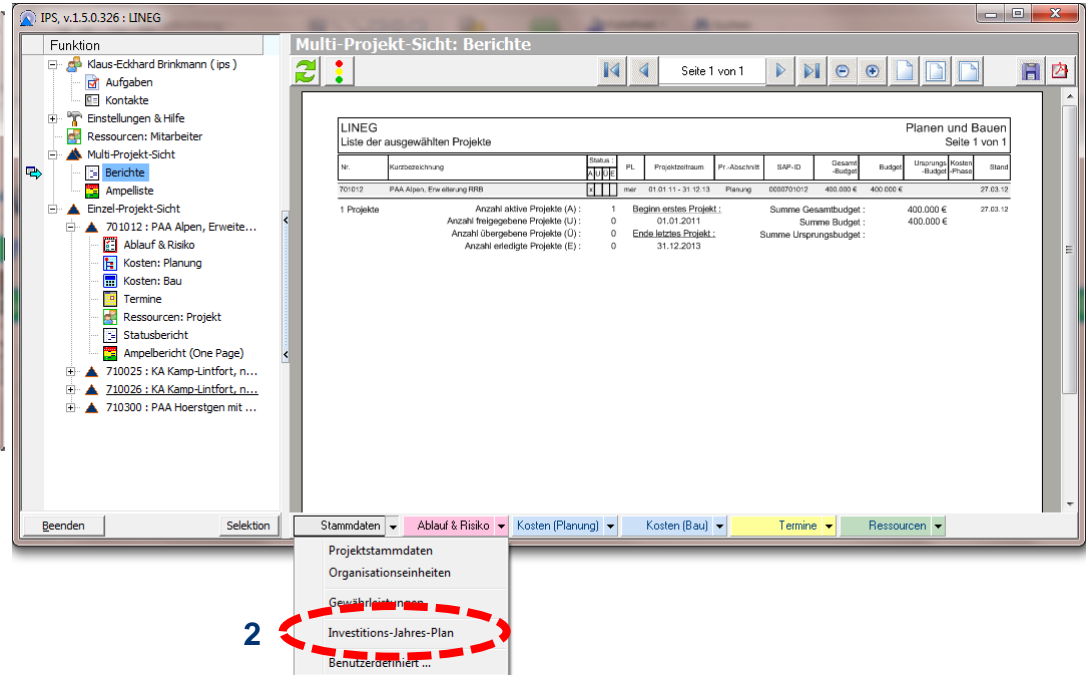 IPS, v.1.5.0.326 : LINEG
Funktion
Klaus-Eckhard Brinkmann ( ips )
Aufgaben
Kontakte
Einstellungen & Hilfe
Ressourcen: Mitarbeiter
Multi-Projekt-Sicht
Berichte
Ampelliste
Einzel-Projekt-Sicht
701012 : PAA Alpen, Erweite...
Ablauf & Risiko
Kosten: Planung
Kosten: Bau
Termine
Ressourcen: Projekt
Statusbericht
Ampelbericht (One Page)
710025 : KA Kamp-Lintfort, n...
710026 : KA Kamp-Lintfort, n...
710300 : PAA Hoerstgen mit ...
Beenden
Selektion
Multi-Projekt-Sicht: Berichte
Seite 1 von 1
LINEG Planen und Bauen
Liste der ausgewählten Projekte Seite 1 von 1
Nr. Kurzbezeichnung Status : A U Ü E PL Projektzeitraum Pr.-Abschnitt SAP-ID Gesamt -Budget Budget Ursprungs -Budget Kosten -Phase Stand
701012 PAA Alpen, Erweiterung RRB x mer 01.01.11 - 31.12.13 Planung 0000701012 400.000 € 400.000 € 27.03.12
1 Projekte Anzahl aktive Projekte (A) : 1 Beginn erstes Projekt : Summe Gesamtbudget : 400.000 € 27.03.12
Anzahl freigegebene Projekte (U) : 0 01.01.2011 Summe Budget : 400.000 €
Anzahl übergebene Projekte (Ü) : 0 Ende letztes Projekt : Summe Ursprungsbudget :
Anzahl erledigte Projekte (E) : 0 31.12.2013
Stammdaten Ablauf & Risiko Kosten (Planung) Kosten (Bau) Termine Ressourcen
Projektstammdaten
Organisationseinheiten
Gewährleistungen
2 Investitions-Jahres-Plan
Benutzerdefiniert ...